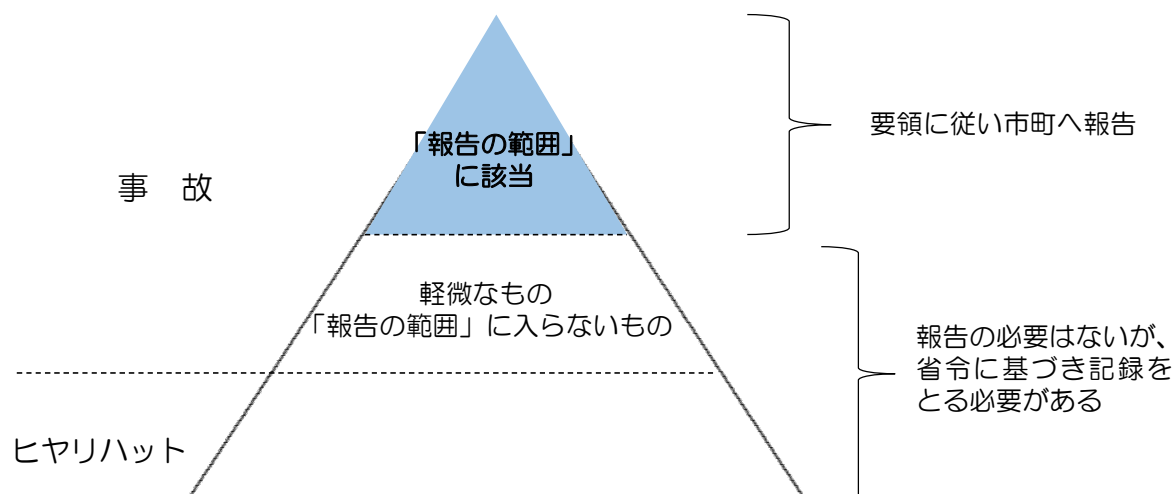 「報告の範囲」
に該当
要領に従い市町へ報告
事　故
軽微なもの
「報告の範囲」に入らないもの
報告の必要はないが、
省令に基づき記録を
とる必要がある
ヒヤリハット